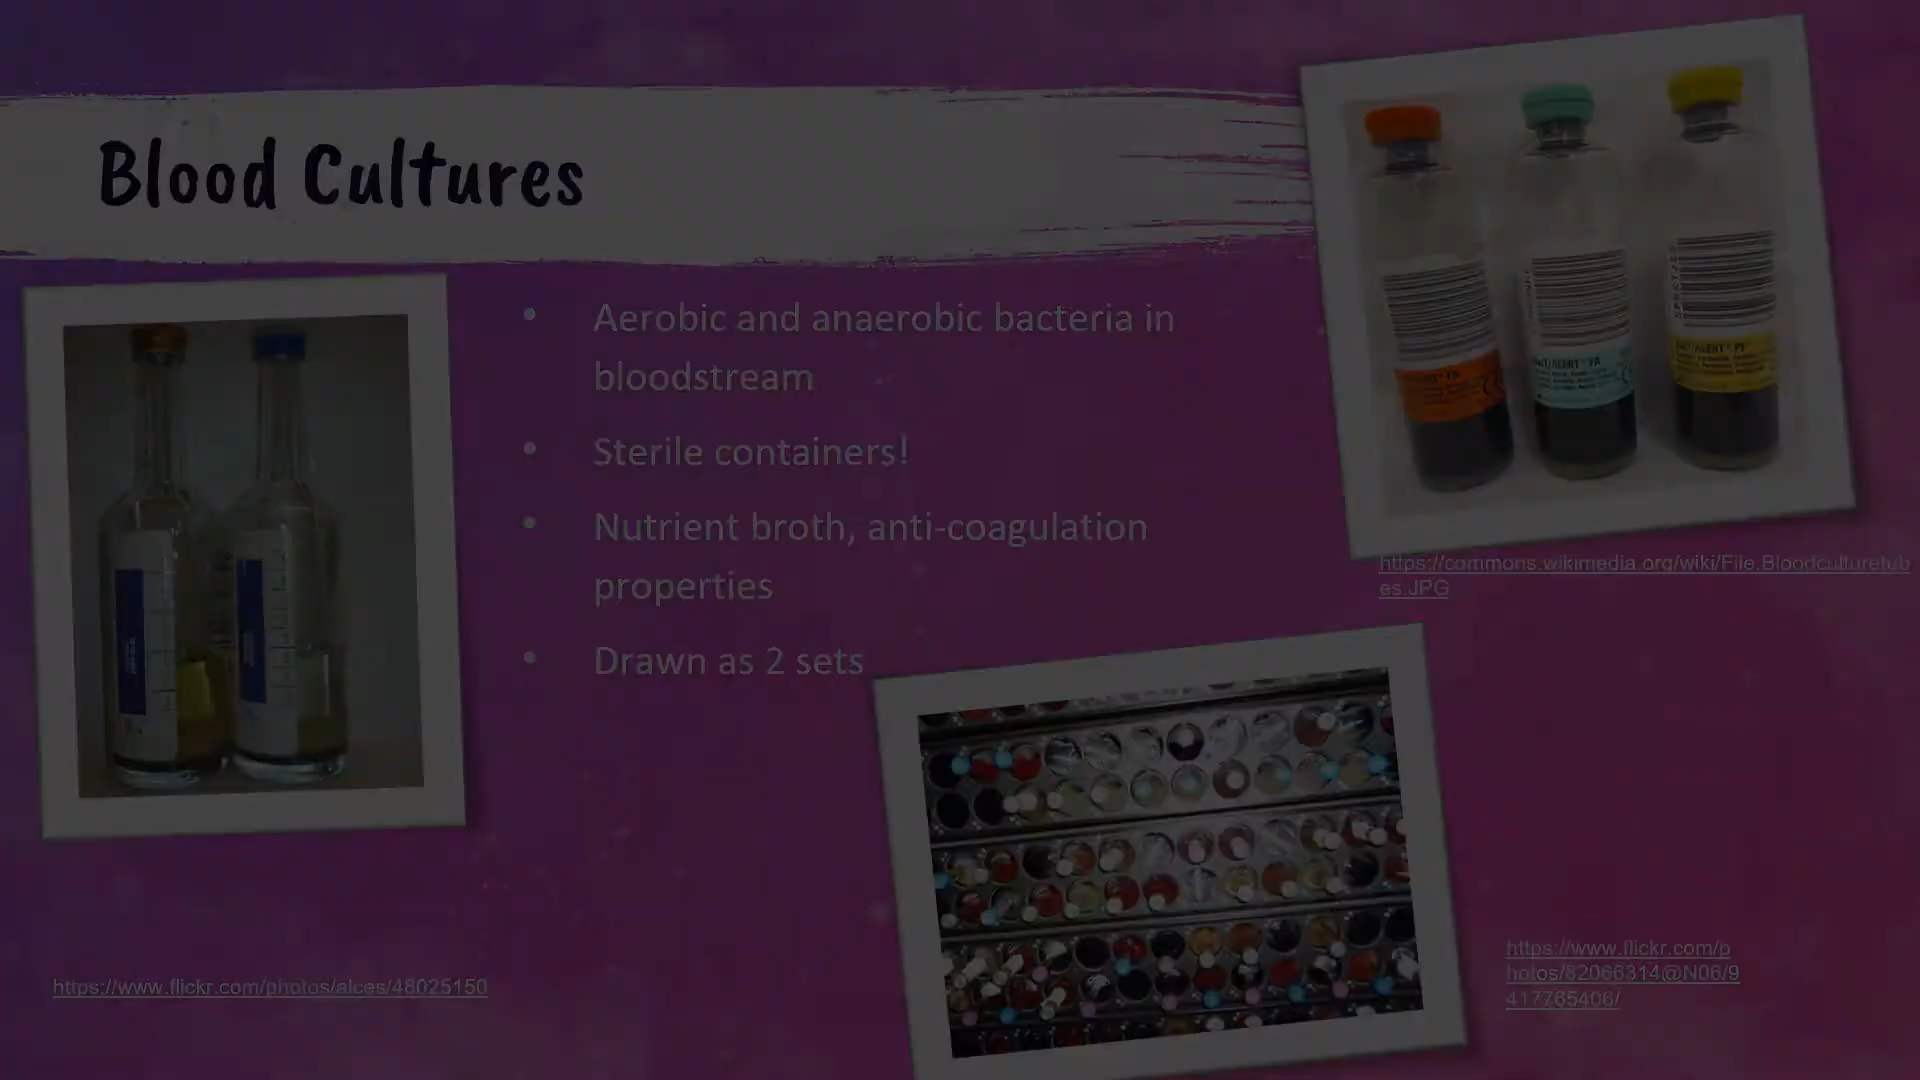 Blood Cultures
• Aerobic and anaerobic bacteria in
bloodstream
• Sterile containers!
• Nutrient broth, anti-coagulation
properties
• Drawn as 2 sets
https://commons.wikimedia.org/wiki/File:Bloodculturetub
es.JPG
https://www.flickr.com/photos/alces/48025150
https://www.flickr.com/p
hotos/82066314@N06/9
417765406/